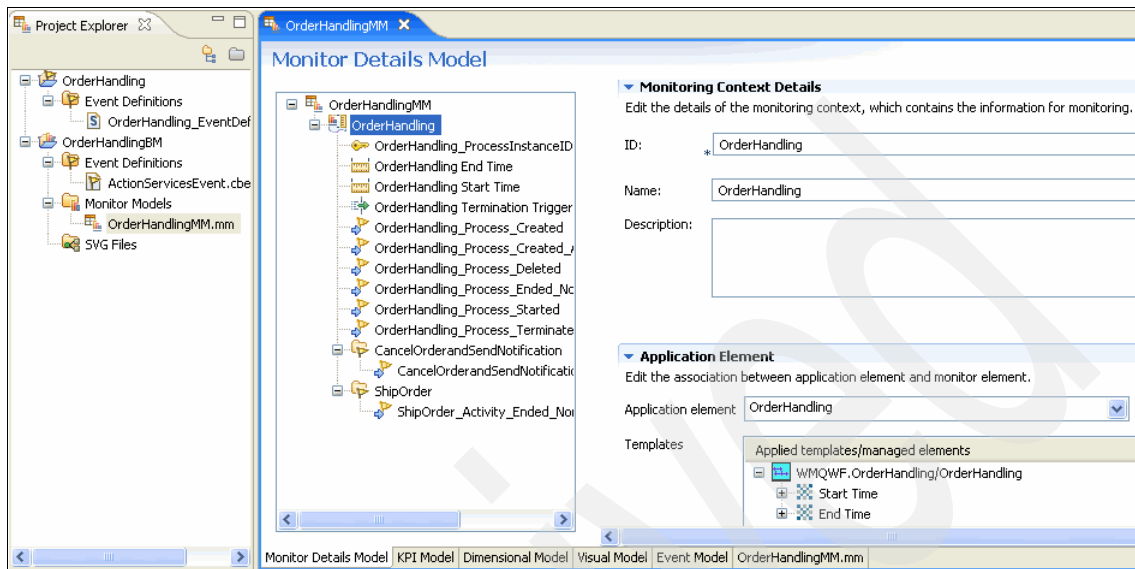 Project Explorer
OrderHandling
Event Definitions
OrderHandling_EventDef
OrderHandlingBM
Event Definitions
ActionServicesEvent.cbe
Monitor Models
OrderHandlingMM.mm
SVG Files
OrderHandlingMM
Monitor Details Model
OrderHandlingMM
OrderHandling
OrderHandling_ProcessInstanceID
OrderHandling End Time
OrderHandling Start Time
OrderHandling Termination Trigger
OrderHandling_Process_Created
OrderHandling_Process_Created_
OrderHandling_Process_Deleted
OrderHandling_Process_Ended_No
OrderHandling_Process_Started
OrderHandling_Process_Terminate
CancelOrderandSendNotification
CancelOrderandSendNotificatio
ShipOrder
ShipOrder_Activity_Ended_No
Monitoring Context Details
Edit the details of the monitoring context, which contains the information for monitoring.
ID: * OrderHandling
Name: OrderHandling
Description:
Application Element
Edit the association between application element and monitor element.
Application element OrderHandling
Templates
Applied templates/managed elements
WMQWF.OrderHandling/OrderHandling
Start Time
End Time
Monitor Details Model KPI Model Dimensional Model Visual Model Event Model OrderHandlingMM.mm